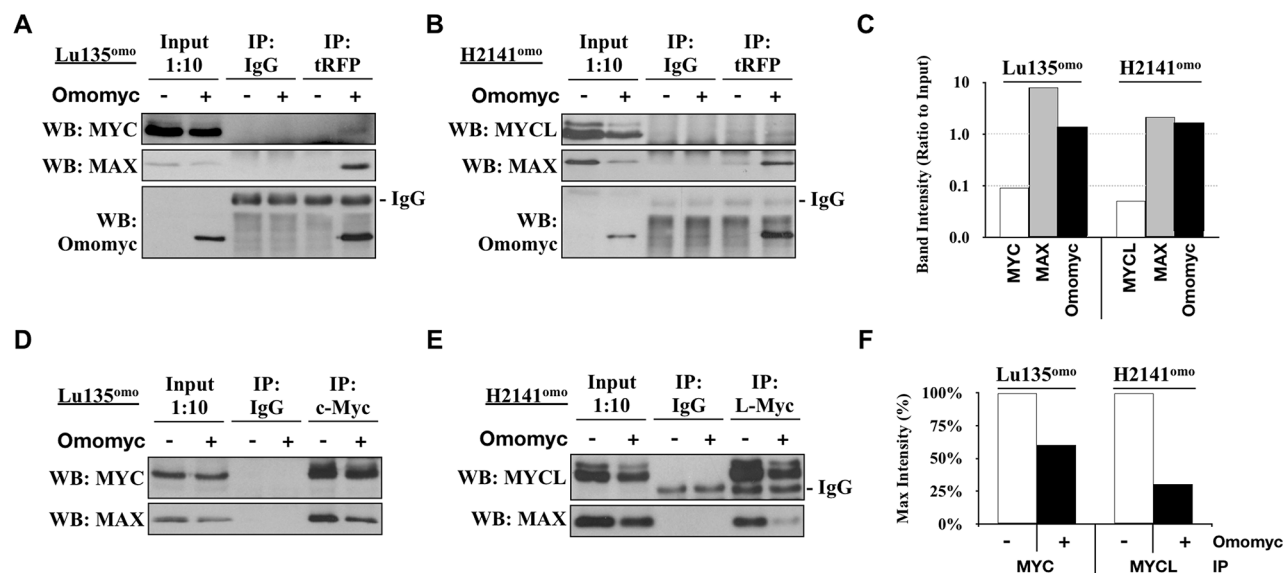 A
Lu135omo
Input
1:10
IP:
IgG
IP:
tRFP
Omomyc - + - + - +
WB: MYC
WB: MAX
- IgG
WB:
Omomyc
B
H2141omo
Input
1:10
IP:
IgG
IP:
tRFP
Omomyc - + - + - +
WB: MYCL
WB: MAX
- IgG
WB:
Omomyc
C
Lu135omo H2141omo
Band Intensity (Ratio to Input)
10
1.0
0.1
0.0
MYC MAX Omomyc MYCL MAX Omomyc
D
Lu135omo
Input
1:10
IP:
IgG
IP:
c-Myc
Omomyc - + - + - +
WB: MYC
WB: MAX
E
H2141omo
Input
1:10
IP:
IgG
IP:
L-Myc
Omomyc - + - + - +
WB: MYCL
- IgG
WB: MAX
F
Lu135omo H2141omo
Max Intensity (%)
100%
75%
50%
25%
0%
- + - + Omomyc
MYC MYCL IP